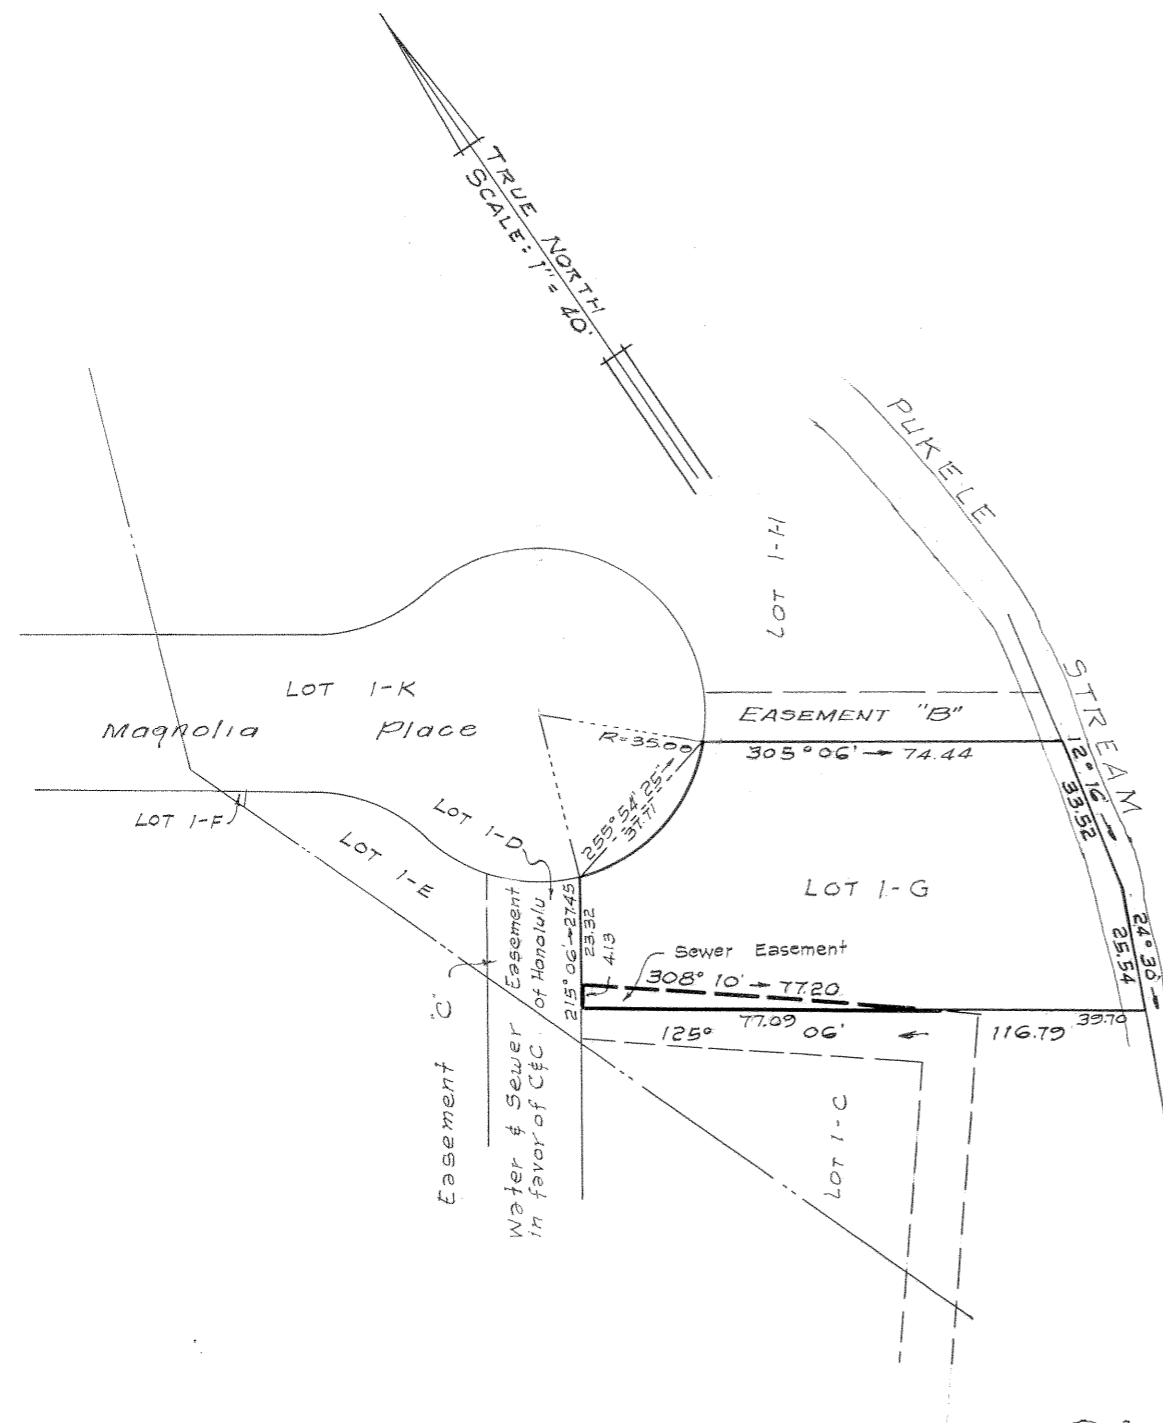 TRUE NORTH
SCALE: 1" = 40'
PUKELE
STREAM
LOT 1-H
LOT 1-K
Magnolia Place
EASEMENT "B"
R=35.00
305° 06' → 74.44
12° 16' →
33.52
LOT 1-F
LOT 1-D
255° 54' 25"
37.71
LOT 1-E
LOT 1-G
24° 30' →
25.54
215° 06' → 27.45
23.32
4.13
Sewer Easement
308° 10' → 77.20
77.09
39.70
125° 06' ← 116.79
Easement "C"
Water & Sewer Easement
in favor of C&C. of Honolulu
LOT 1-C